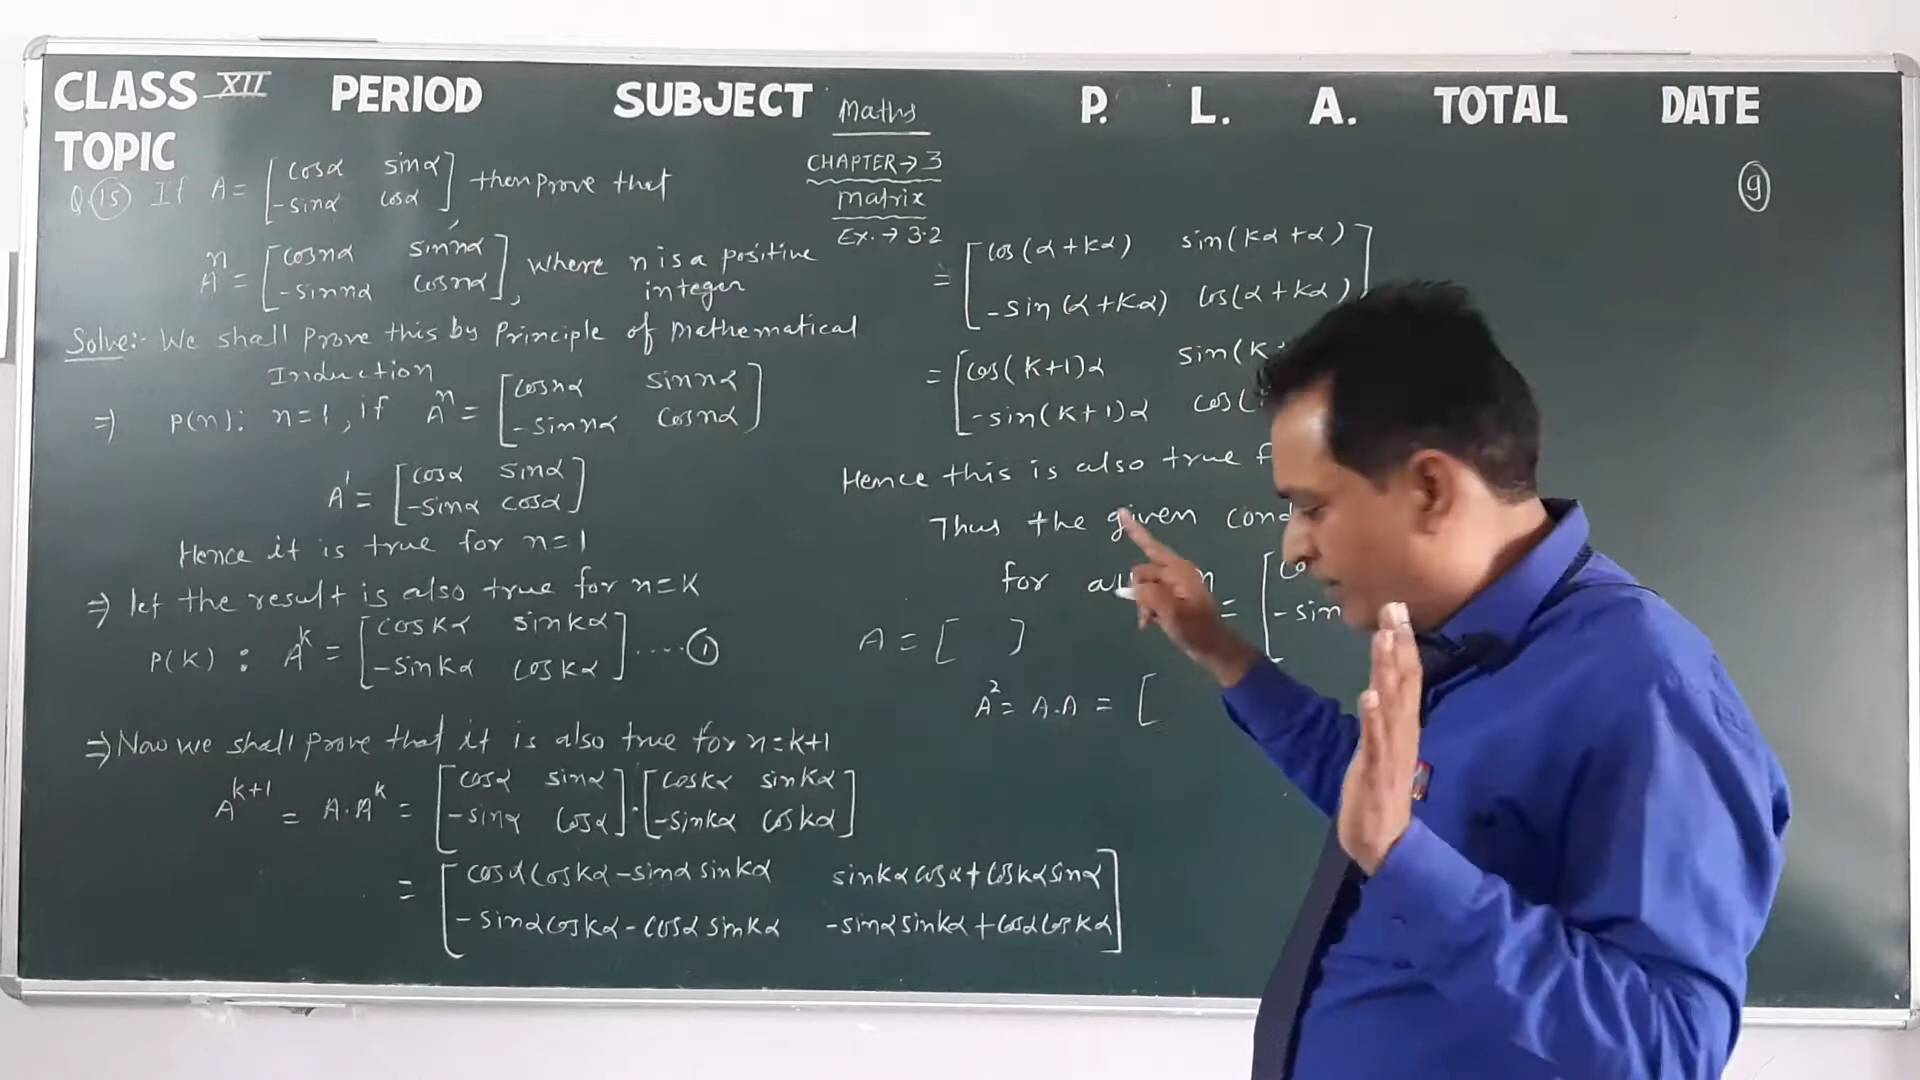 CLASS XII PERIOD SUBJECT Maths P. L. A. TOTAL DATE
TOPIC
CHAPTER→3
Matrix
Ex.→3.2
9
Q.15 If A = [cosα sinα
-sinα cosα] then prove that
Aⁿ = [cosnα sinnα
-sinnα cosnα], where n is a positive
integer
Solve:- We shall prove this by Principle of Mathematical
Induction
⇒ P(n): n=1, if Aⁿ = [cosnα sinnα
-sinnα cosnα]
A¹ = [cosα sinα
-sinα cosα]
Hence it is true for n=1
⇒ let the result is also true for n=k
P(k) : Aᵏ = [coskα sinkα
-sinkα coskα] ....①
⇒ Now we shall prove that it is also true for n=k+1
Aᵏ⁺¹ = A.Aᵏ = [cosα sinα
-sinα cosα] . [coskα sinkα
-sinkα coskα]
= [cosα coskα - sinα sinkα sinkα cosα + coskα sinα
-sinα coskα - cosα sinkα -sinα sinkα + cosα coskα]
= [cos(α+kα) sin(kα+α)
-sin(α+kα) cos(α+kα)]
= [cos(k+1)α sin(k
-sin(k+1)α cos(
Hence this is also true
Thus the given
for
= [
-sin
A = [ ]
A² = A.A = [